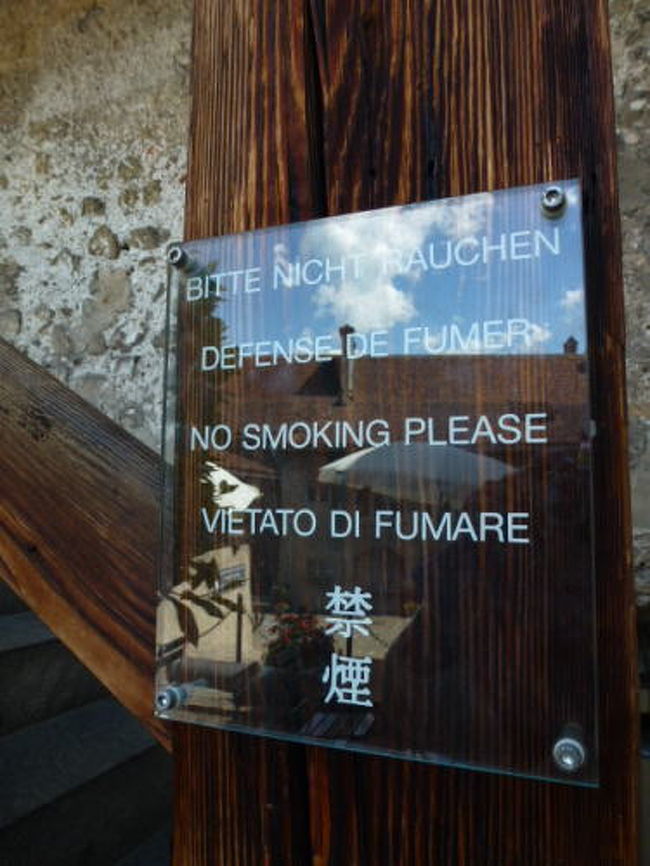 BITTE NICHT RAUCHEN
DEFENSE DE FUMER
NO SMOKING PLEASE
VIETATO DI FUMARE
禁煙